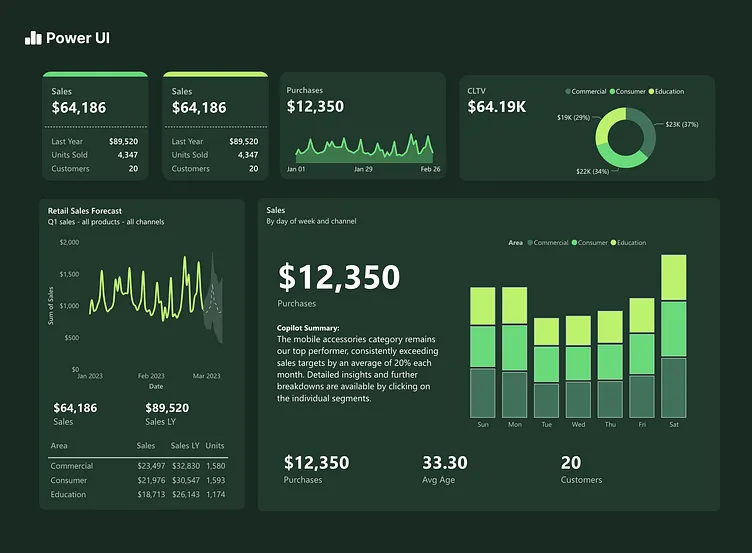 Power UI
Sales
$64,186
Last Year $89,520
Units Sold 4,347
Customers 20
Sales
$64,186
Last Year $89,520
Units Sold 4,347
Customers 20
Purchases
$12,350
Jan 01 Jan 29 Feb 26
CLTV
$64.19K
Commercial Consumer Education
$19K (29%)
$23K (37%)
$22K (34%)
Retail Sales Forecast
Q1 sales - all products - all channels
$2,000
$1,500
$1,000
$500
$0
Sum of Sales
Jan 2023 Feb 2023 Mar 2023
Date
$64,186 $89,520
Sales Sales LY
Area Sales Sales LY Units
Commercial $23,497 $32,830 1,580
Consumer $21,976 $30,547 1,593
Education $18,713 $26,143 1,174
Sales
By day of week and channel
$12,350
Purchases
Copilot Summary:
The mobile accessories category remains
our top performer, consistently exceeding
sales targets by an average of 20% each
month. Detailed insights and further
breakdowns are available by clicking on
the individual segments.
Area Commercial Consumer Education
Sun Mon Tue Wed Thu Fri Sat
$12,350 33.30 20
Purchases Avg Age Customers